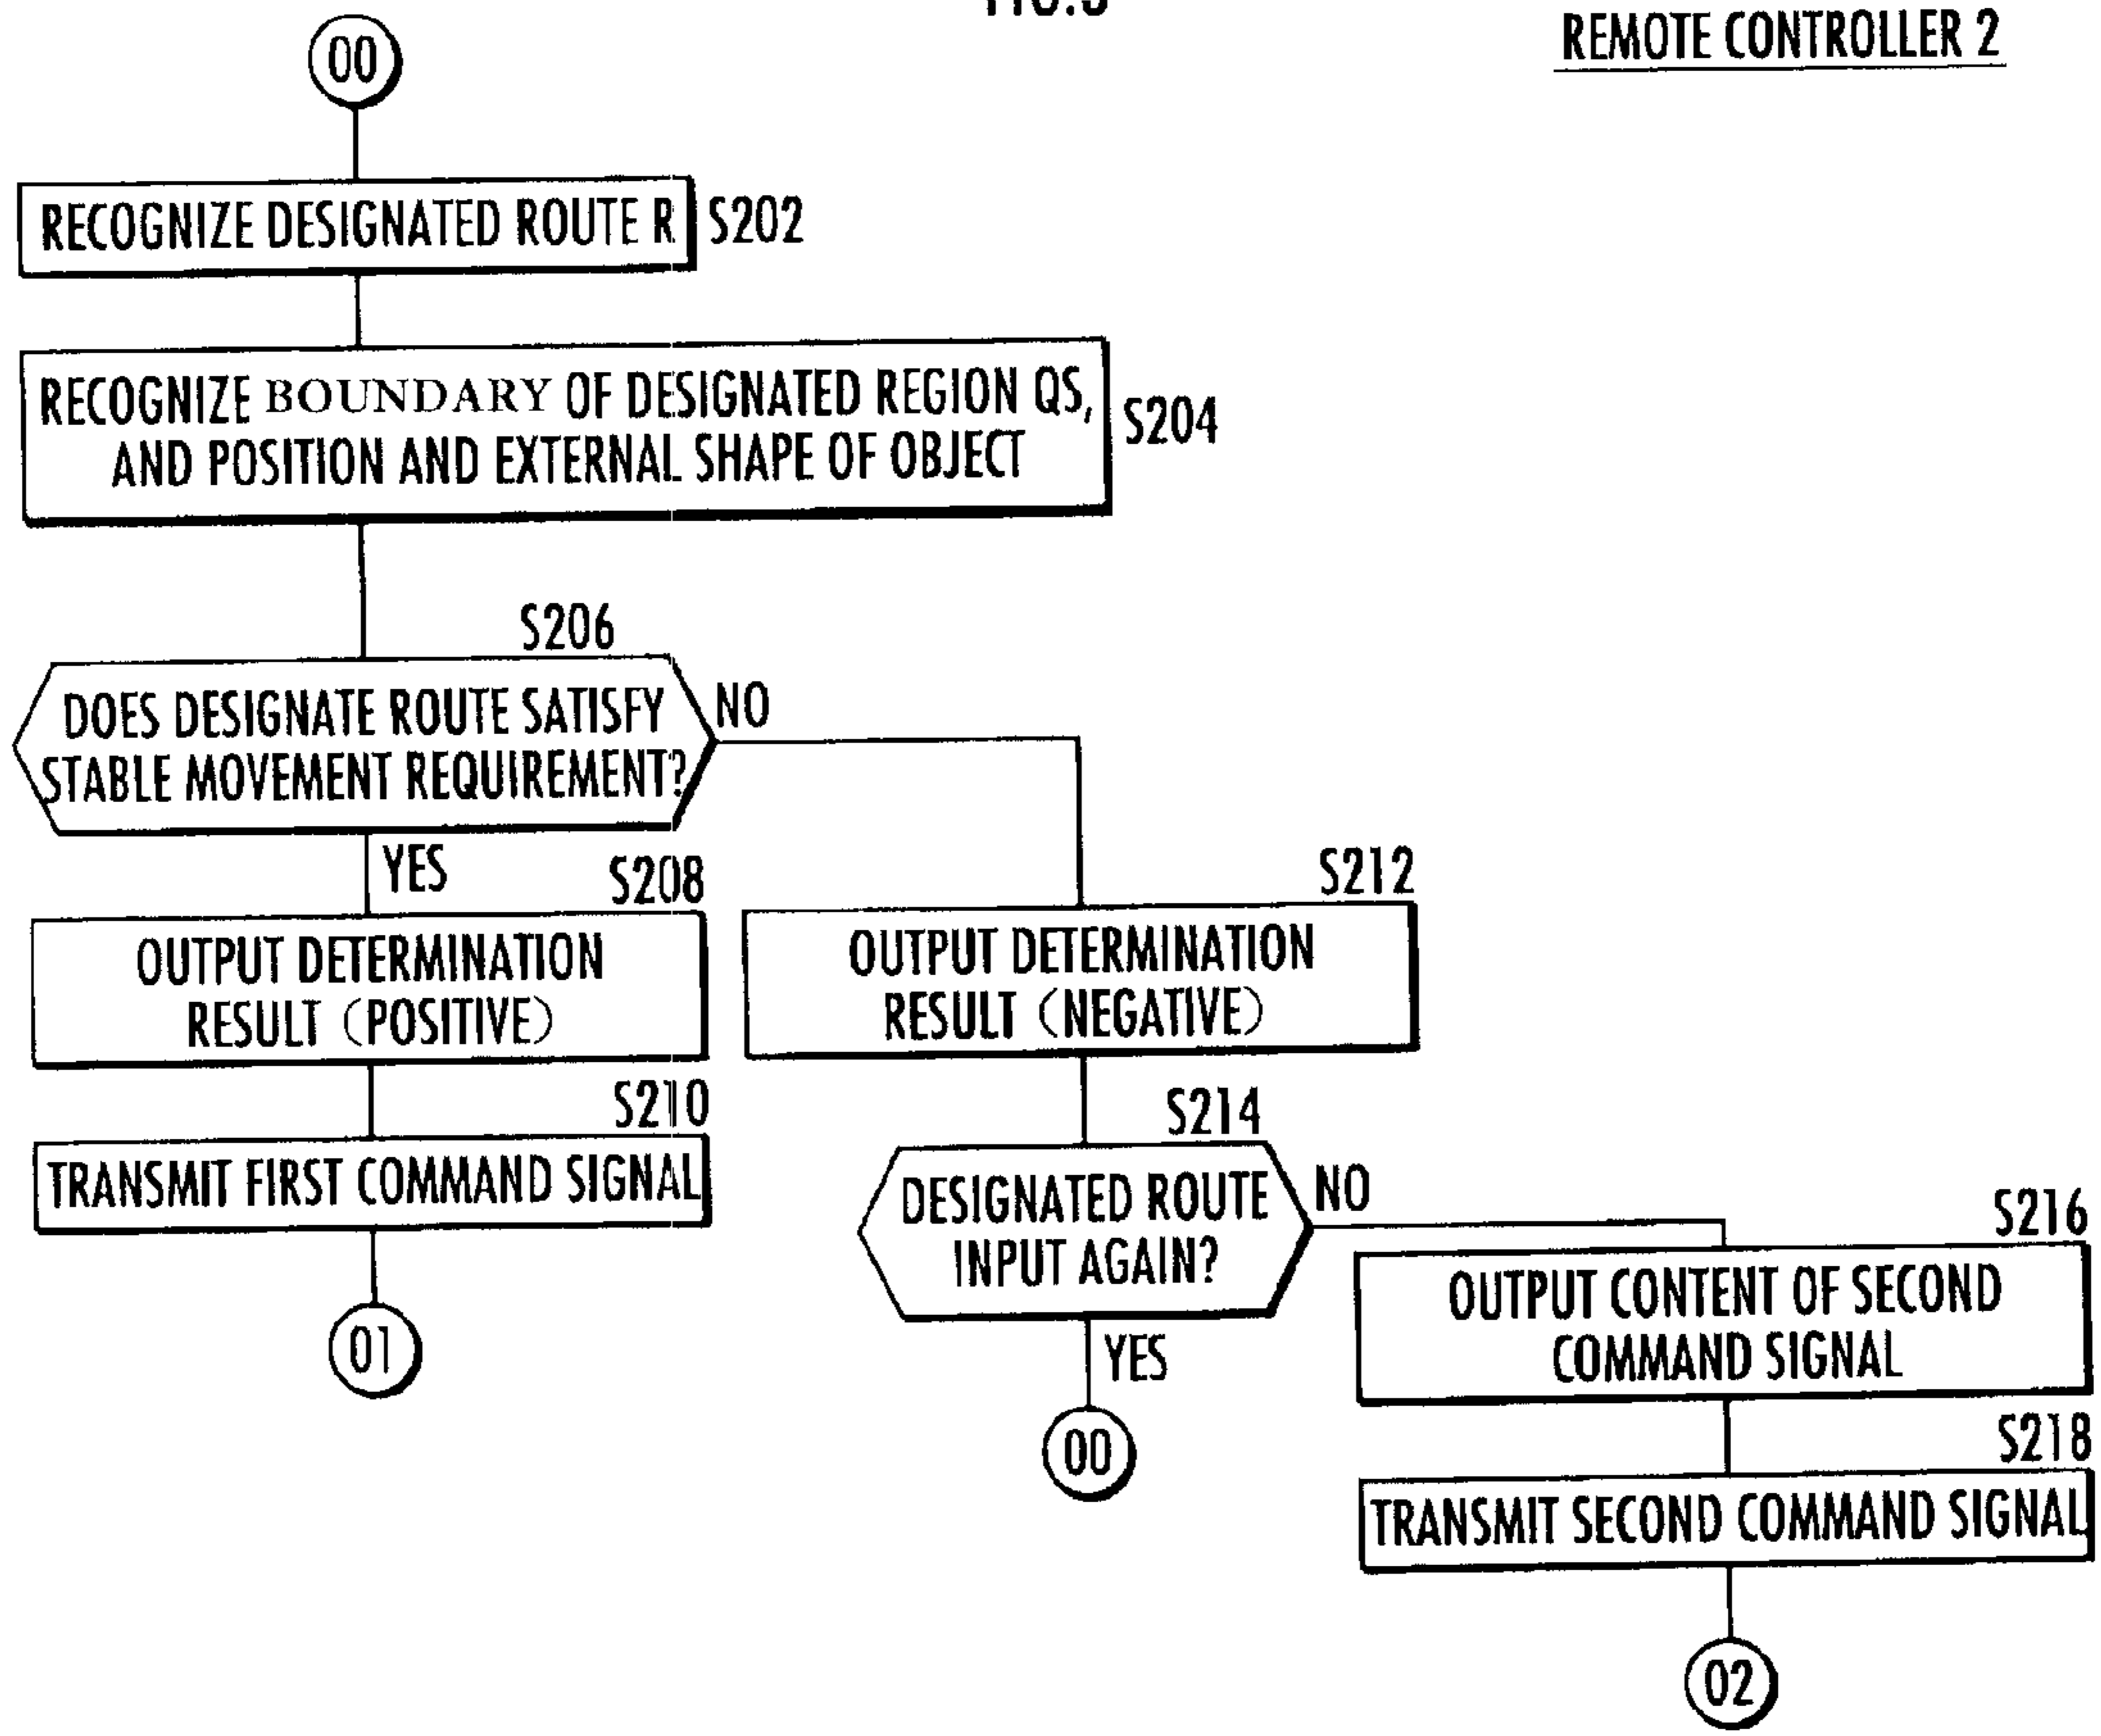 REMOTE CONTROLLER 2
00
RECOGNIZE DESIGNATED ROUTE R
S202
RECOGNIZE BOUNDARY OF DESIGNATED REGION QS,
AND POSITION AND EXTERNAL SHAPE OF OBJECT
S204
S206
DOES DESIGNATE ROUTE SATISFY
STABLE MOVEMENT REQUIREMENT?
NO
YES
S208
OUTPUT DETERMINATION
RESULT (POSITIVE)
S210
TRANSMIT FIRST COMMAND SIGNAL
01
S212
OUTPUT DETERMINATION
RESULT (NEGATIVE)
S214
DESIGNATED ROUTE
INPUT AGAIN?
NO
YES
00
S216
OUTPUT CONTENT OF SECOND
COMMAND SIGNAL
S218
TRANSMIT SECOND COMMAND SIGNAL
02